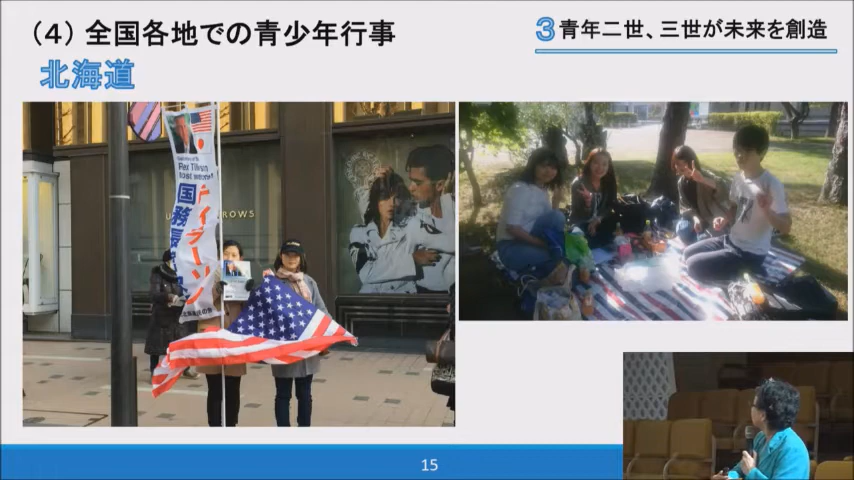 （４）全国各地での青少年行事
3 青年二世、三世が未来を創造
北海道
Rex Tillerson
国務長官
ティラーソン
ROWS
15